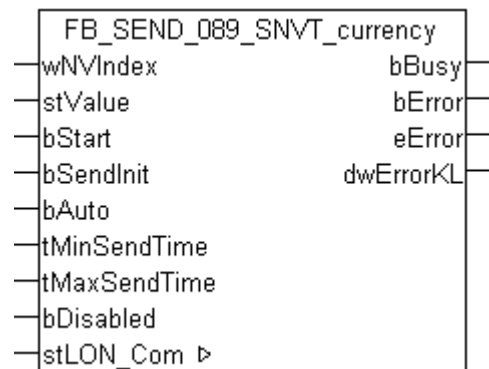 FB_SEND_089_SNVT_currency
wNVIndex bBusy
stValue bError
bStart eError
bSendInit dwErrorKL
bAuto
tMinSendTime
tMaxSendTime
bDisabled
stLON_Com ▷